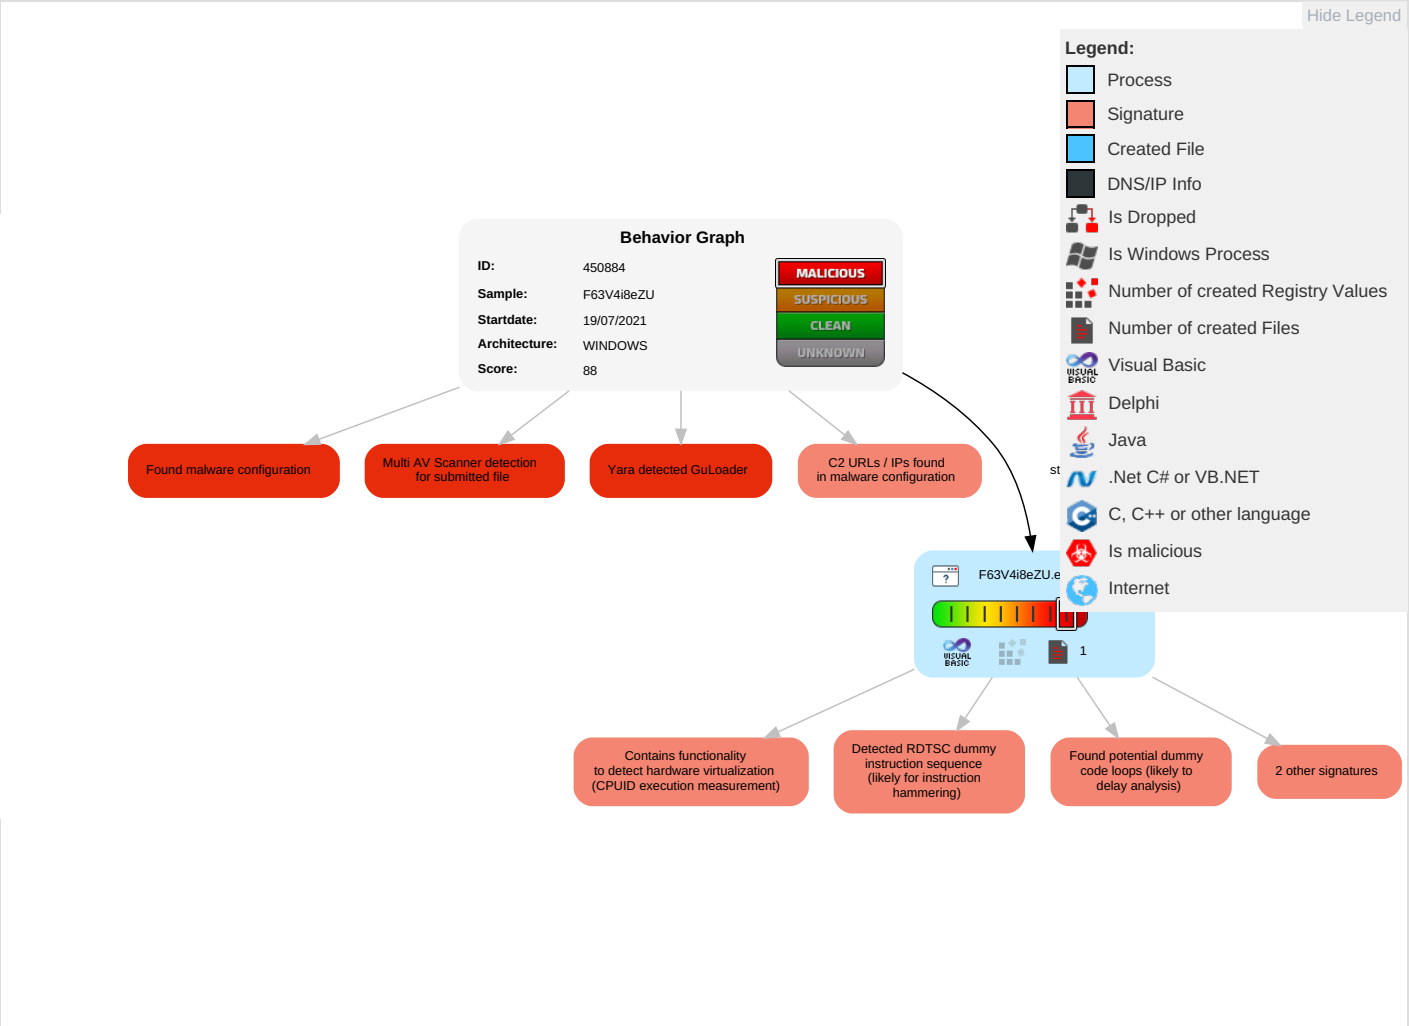 Hide Legend
Legend:
Process
Signature
Created File
DNS/IP Info
Is Dropped
Is Windows Process
Number of created Registry Values
Number of created Files
VISUAL
BASIC
Visual Basic
Delphi
Java
.Net C# or VB.NET
C, C++ or other language
Is malicious
Internet
Behavior Graph
ID: 450884
Sample: F63V4i8eZU
Startdate: 19/07/2021
Architecture: WINDOWS
Score: 88
MALICIOUS
SUSPICIOUS
CLEAN
UNKNOWN
Found malware configuration
Multi AV Scanner detection
for submitted file
Yara detected GuLoader
C2 URLs / IPs found
in malware configuration
st
?
F63V4i8eZU.e
VISUAL
BASIC
1
Contains functionality
to detect hardware virtualization
(CPUID execution measurement)
Detected RDTSC dummy
instruction sequence
(likely for instruction
hammering)
Found potential dummy
code loops (likely to
delay analysis)
2 other signatures